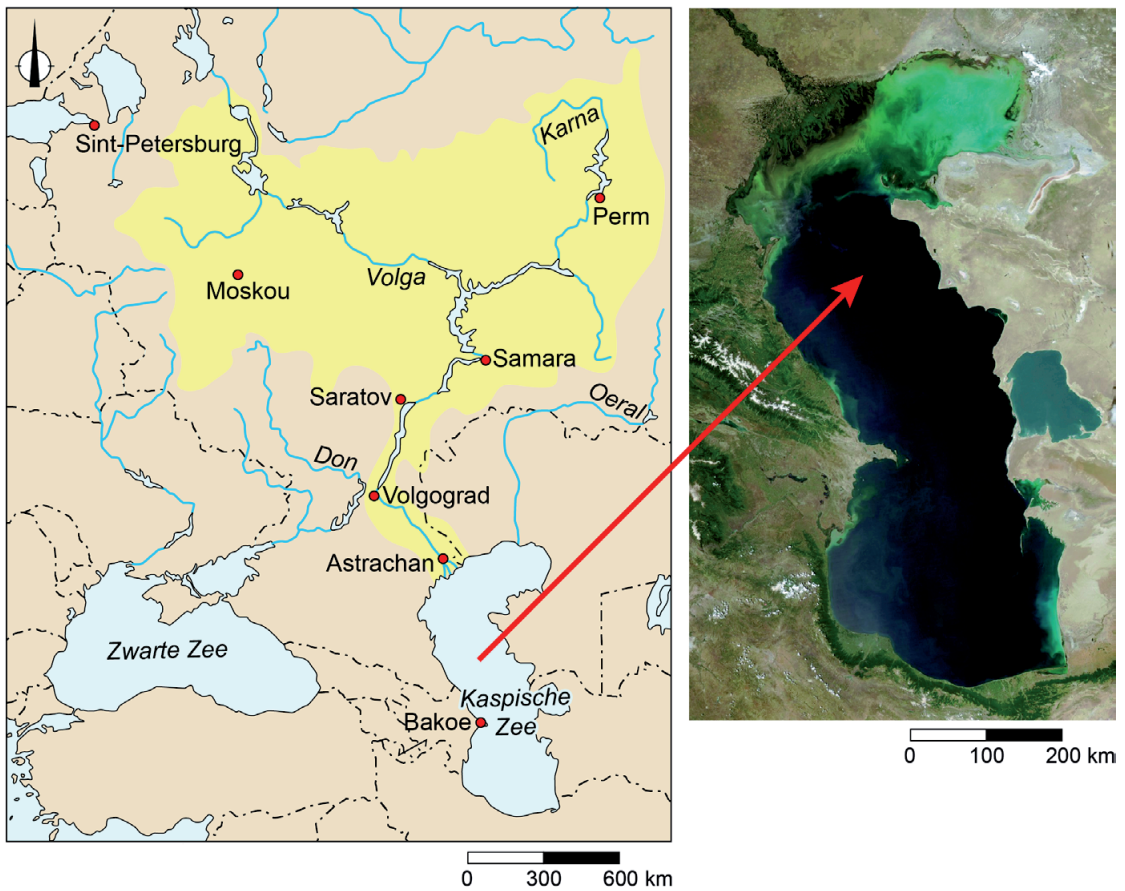 Sint-Petersburg
Karna
Perm
Volga
Moskou
Samara
Saratov
Oeral
Don
Volgograd
Astrachan
Zwarte Zee
Kaspische
Zee
Bakoe
0 100 200 km
0 300 600 km